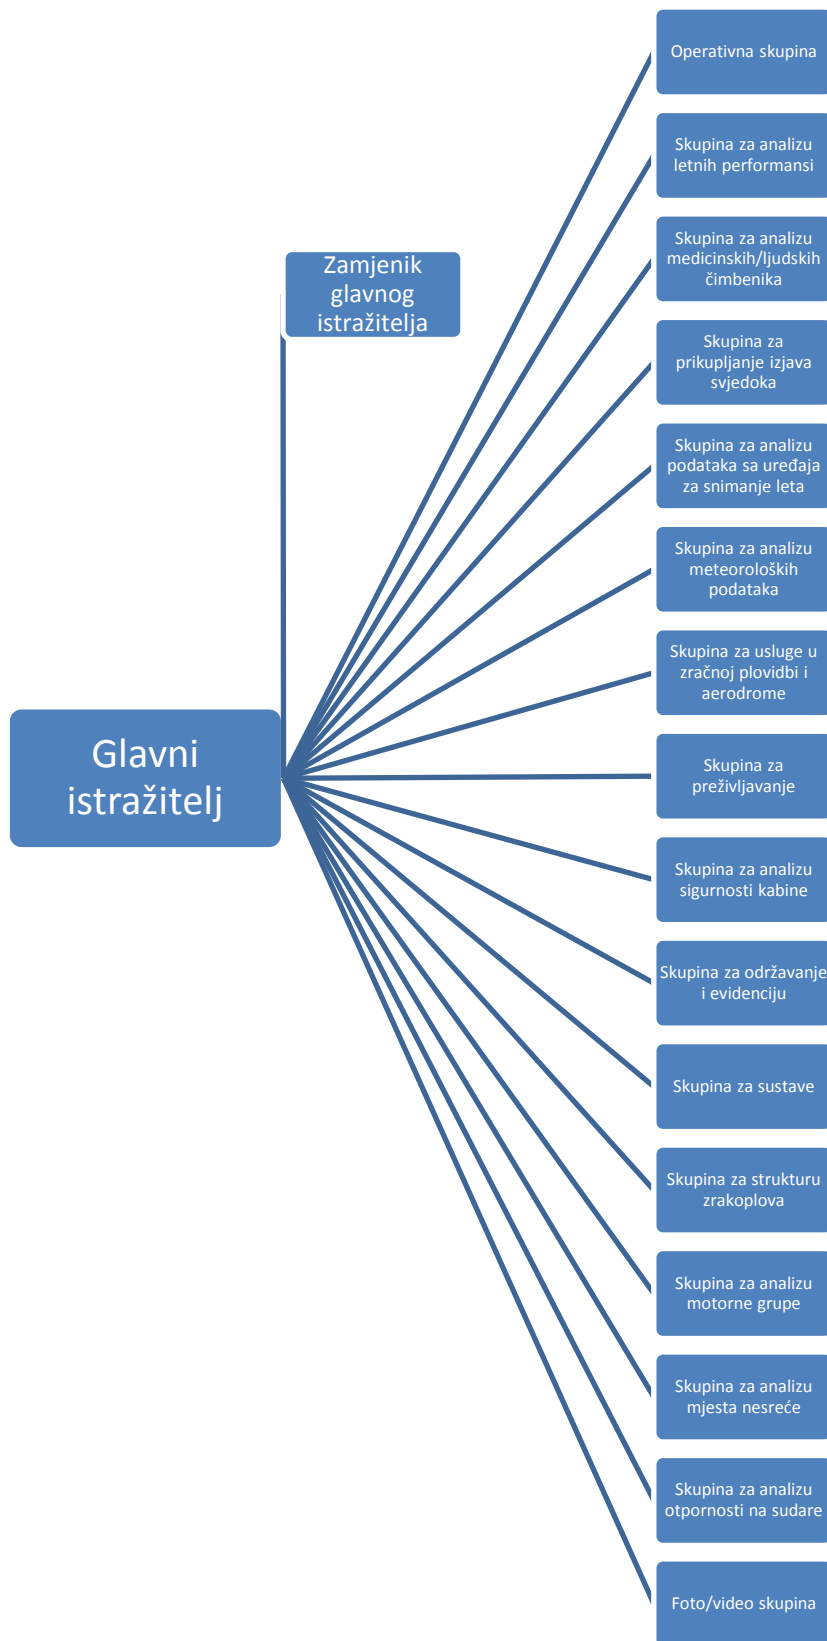 Operativna skupina
Skupina za analizu
letnih performansi
Skupina za analizu
medicinskih/ljudskih
čimbenika
Zamjenik
glavnog
istražitelja
Skupina za
prikupljanje izjava
svjedoka
Skupina za analizu
podataka sa uređaja
za snimanje leta
Skupina za analizu
meteoroloških
podataka
Skupina za usluge u
zračnoj plovidbi i
aerodrome
Glavni
istražitelj
Skupina za
preživljavanje
Skupina za analizu
sigurnosti kabine
Skupina za održavanje
i evidenciju
Skupina za sustave
Skupina za strukturu
zrakoplova
Skupina za analizu
motorne grupe
Skupina za analizu
mjesta nesreće
Skupina za analizu
otpornosti na sudare
Foto/video skupina